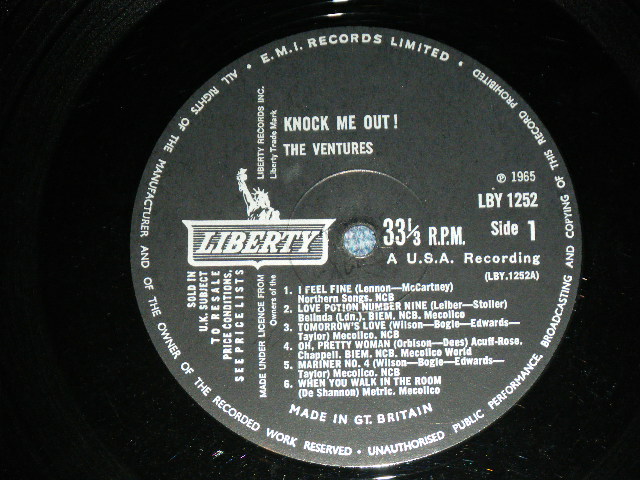 E.M.I. RECORDS LIMITED •
ALL RIGHTS OF THE MANUFACTURER AND OF THE OWNER OF THE RECORDED WORK RESERVED • UNAUTHORISED PUBLIC PERFORMANCE, BROADCASTING AND COPYING OF THIS RECORD PROHIBITED
KNOCK ME OUT!
THE VENTURES
LIBERTY RECORDS INC.
Liberty Trade Mark
Owners of the
MADE UNDER LICENCE FROM
℗ 1965
LBY 1252
Side 1
LIBERTY
33⅓ R.P.M.
A U.S.A. Recording
(LBY.1252A)
SOLD IN
U.K. SUBJECT
TO RESALE
PRICE CONDITIONS,
SEE PRICE LISTS
1. I FEEL FINE (Lennon—McCartney)
Northern Songs. NCB
2. LOVE POTION NUMBER NINE (Leiber—Stoller)
Belinda (Ldn.). BIEM. Mecolico
3. TOMORROW'S LOVE (Wilson—Bogle—Edwards—
Taylor) Mecolico. NCB
4. OH, PRETTY WOMAN (Orbison—Dees) Acuff-Rose.
Chappell. BIEM. NCB. Mecolico World
5. MARINER NO. 4 (Wilson—Bogle—Edwards—
Taylor) Mecolico. NCB
6. WHEN YOU WALK IN THE ROOM
(De Shannon) Metric. Mecolico
MADE IN GT. BRITAIN